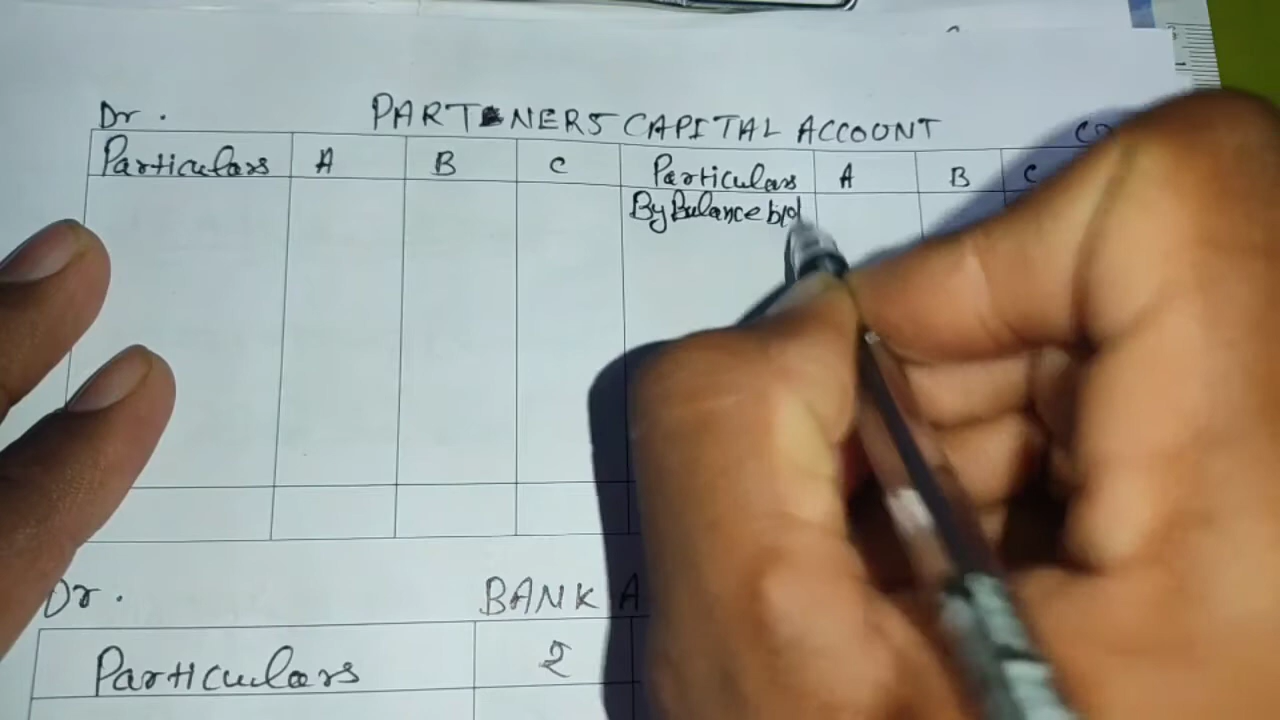 Dr. PARTNERS CAPITAL ACCOUNT
Particulars A B C Particulars A B C
By Balance b/d
Dr. BANK A
Particulars ₹